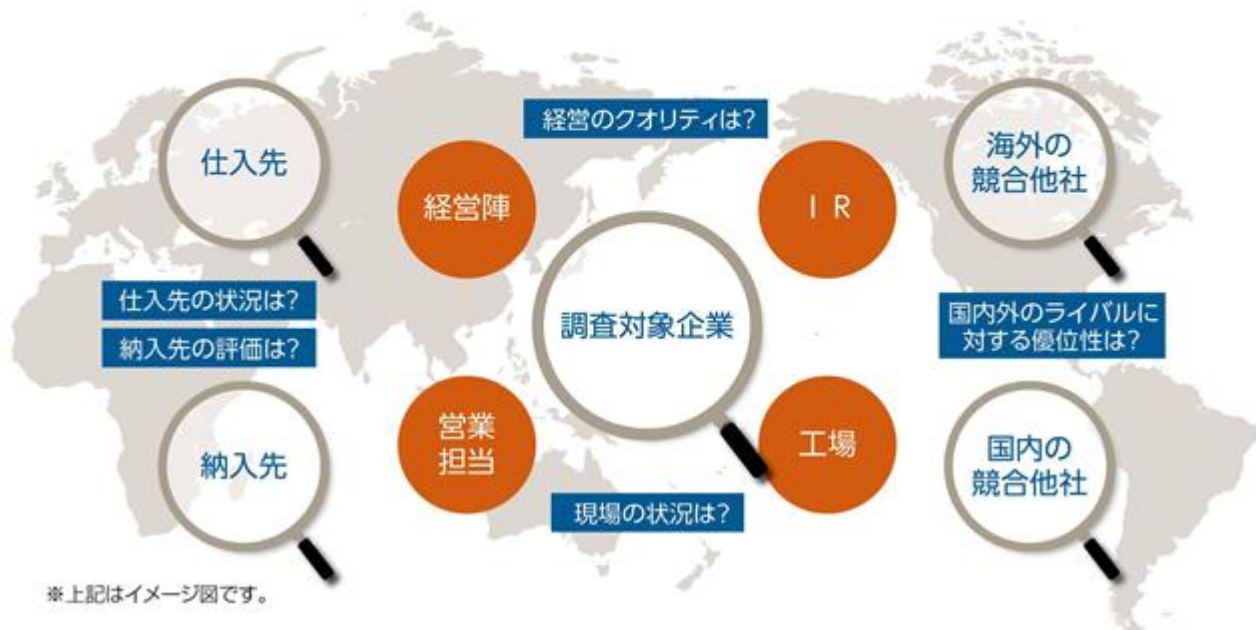 経営のクオリティは?
仕入先
経営陣
I R
海外の
競合他社
調査対象企業
仕入先の状況は?
納入先の評価は?
国内外のライバルに
対する優位性は?
営業
担当
工場
納入先
国内の
競合他社
現場の状況は?
※上記はイメージ図です。